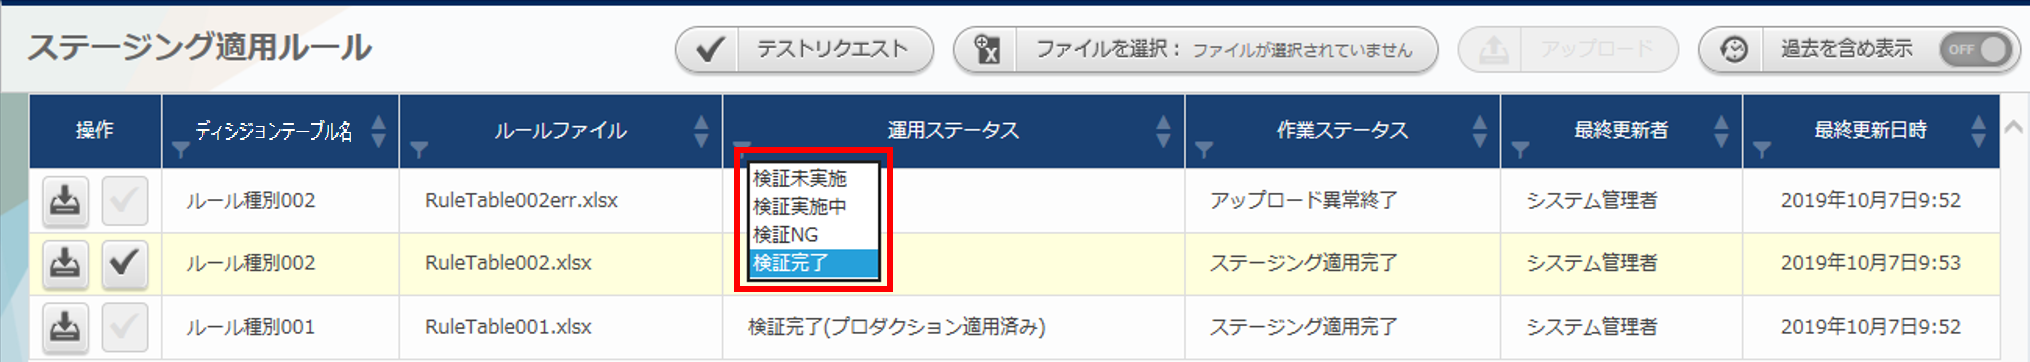 ステージング適用ルール
テストリクエスト
ファイルを選択： ファイルが選択されていません
アップロード
過去を含め表示 OFF
操作 ディシジョンテーブル名 ルールファイル 運用ステータス 作業ステータス 最終更新者 最終更新日時
ルール種別002 RuleTable002err.xlsx アップロード異常終了 システム管理者 2019年10月7日9:52
検証未実施
検証実施中
検証NG
検証完了
ルール種別002 RuleTable002.xlsx ステージング適用完了 システム管理者 2019年10月7日9:53
ルール種別001 RuleTable001.xlsx 検証完了(プロダクション適用済み) ステージング適用完了 システム管理者 2019年10月7日9:52